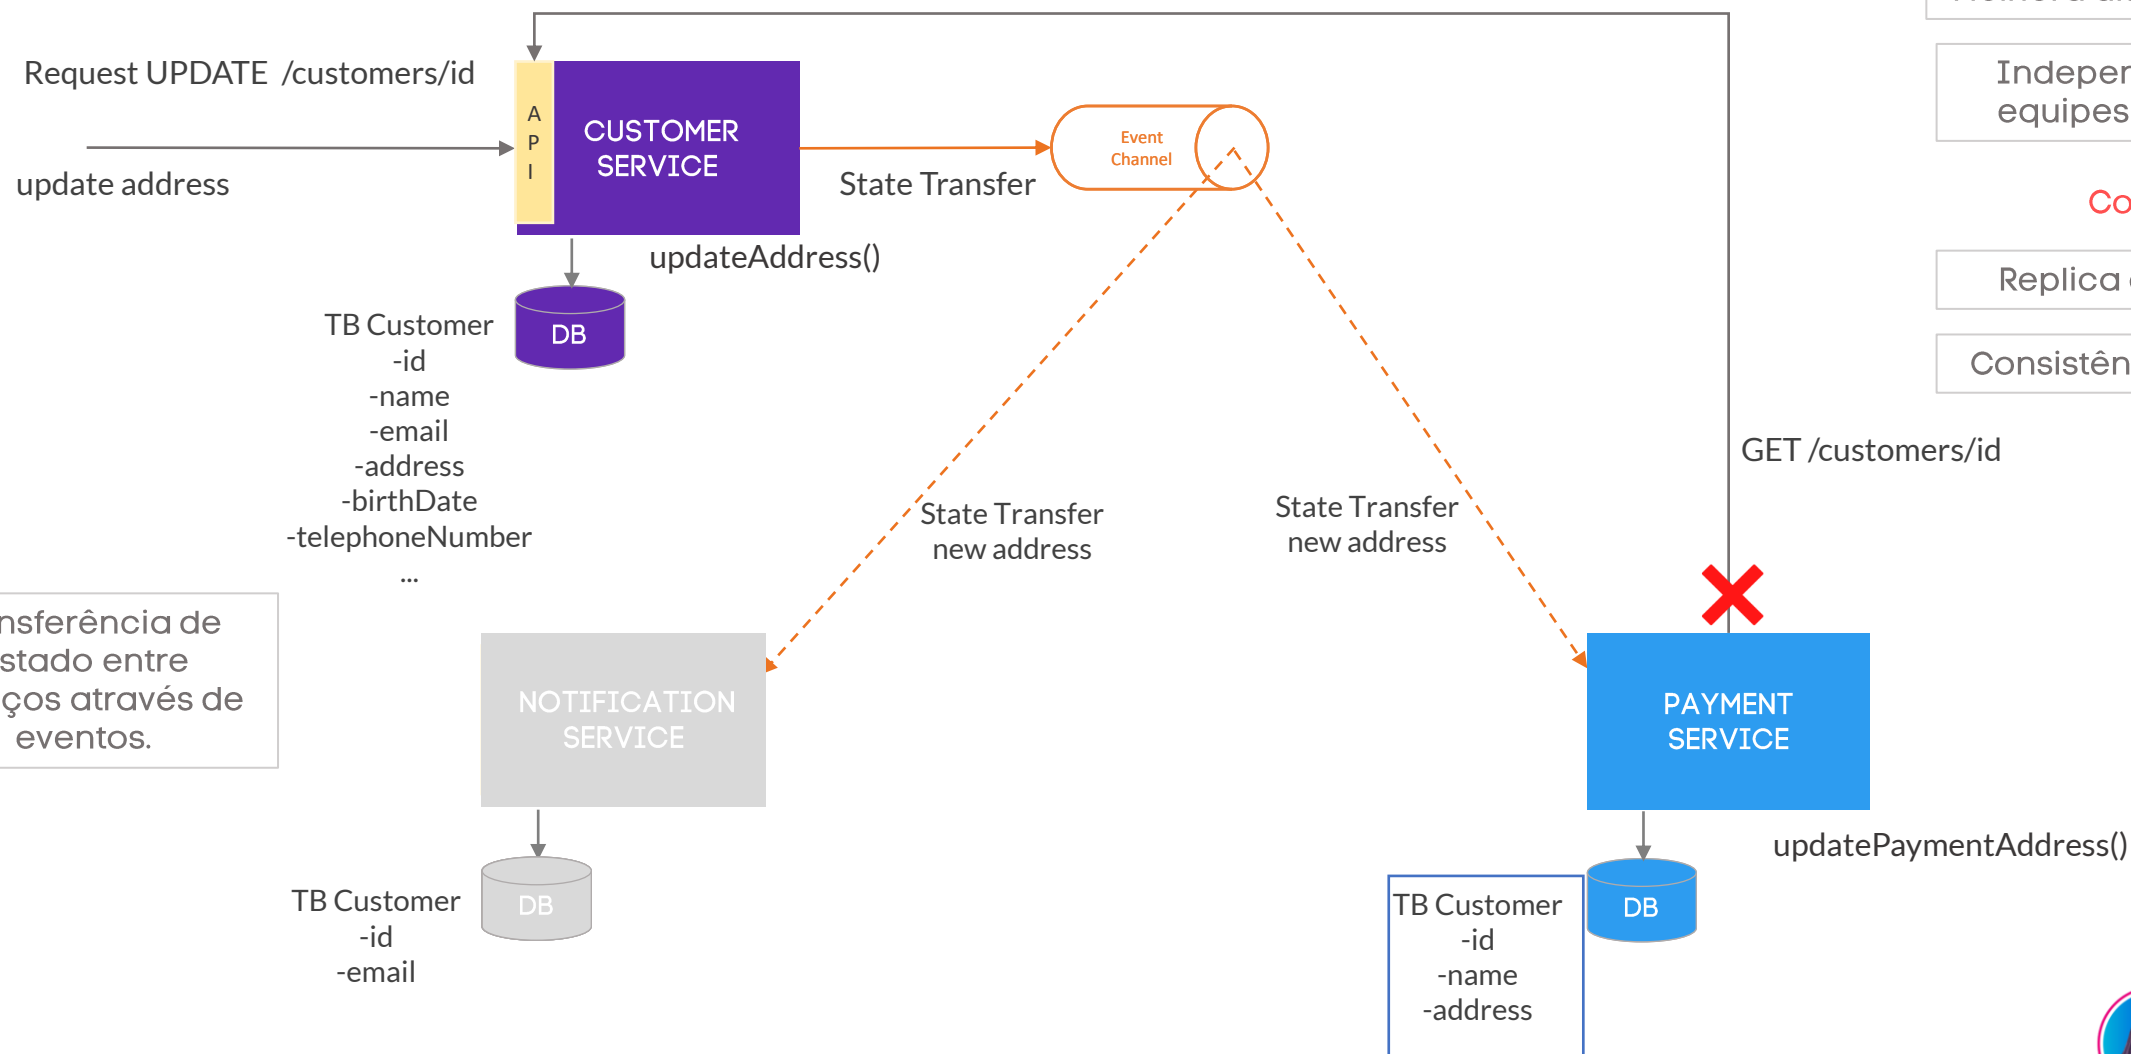 Request UPDATE /customers/id
update address
A
P
I
CUSTOMER
SERVICE
State Transfer
Event
Channel
updateAddress()
DB
TB Customer
-id
-name
-email
-address
-birthDate
-telephoneNumber
...
State Transfer
new address
State Transfer
new address
GET /customers/id
nsferência de
stado entre
ços através de
eventos.
NOTIFICATION
SERVICE
DB
TB Customer
-id
-email
PAYMENT
SERVICE
updatePaymentAddress()
DB
TB Customer
-id
-name
-address
Indeper
equipes
Co
Replica
Consistên